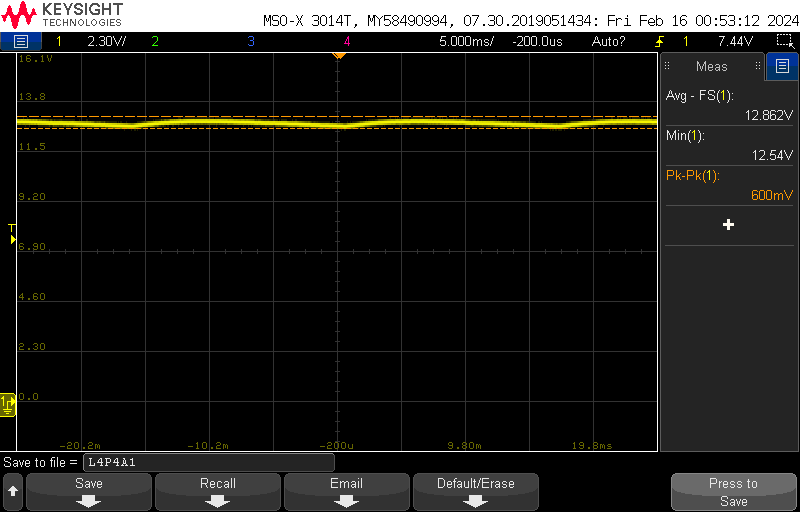 KEYSIGHT
TECHNOLOGIES
MSO-X 3014T, MY58490994, 07.30.2019051434: Fri Feb 16 00:53:12 2024
1 2.30V/ 2 3 4 5.000ms/ -200.0us Auto? 1 7.44V
16.1V
13.8
11.5
9.20
T
6.90
4.60
2.30
1 0.0
-20.2m -10.2m -200u 9.80m 19.8ms
Meas
Avg - FS(1):
12.862V
Min(1):
12.54V
Pk-Pk(1):
600mV
+
Save to file = L4P4A1
Save Recall Email Default/Erase Press to
Save